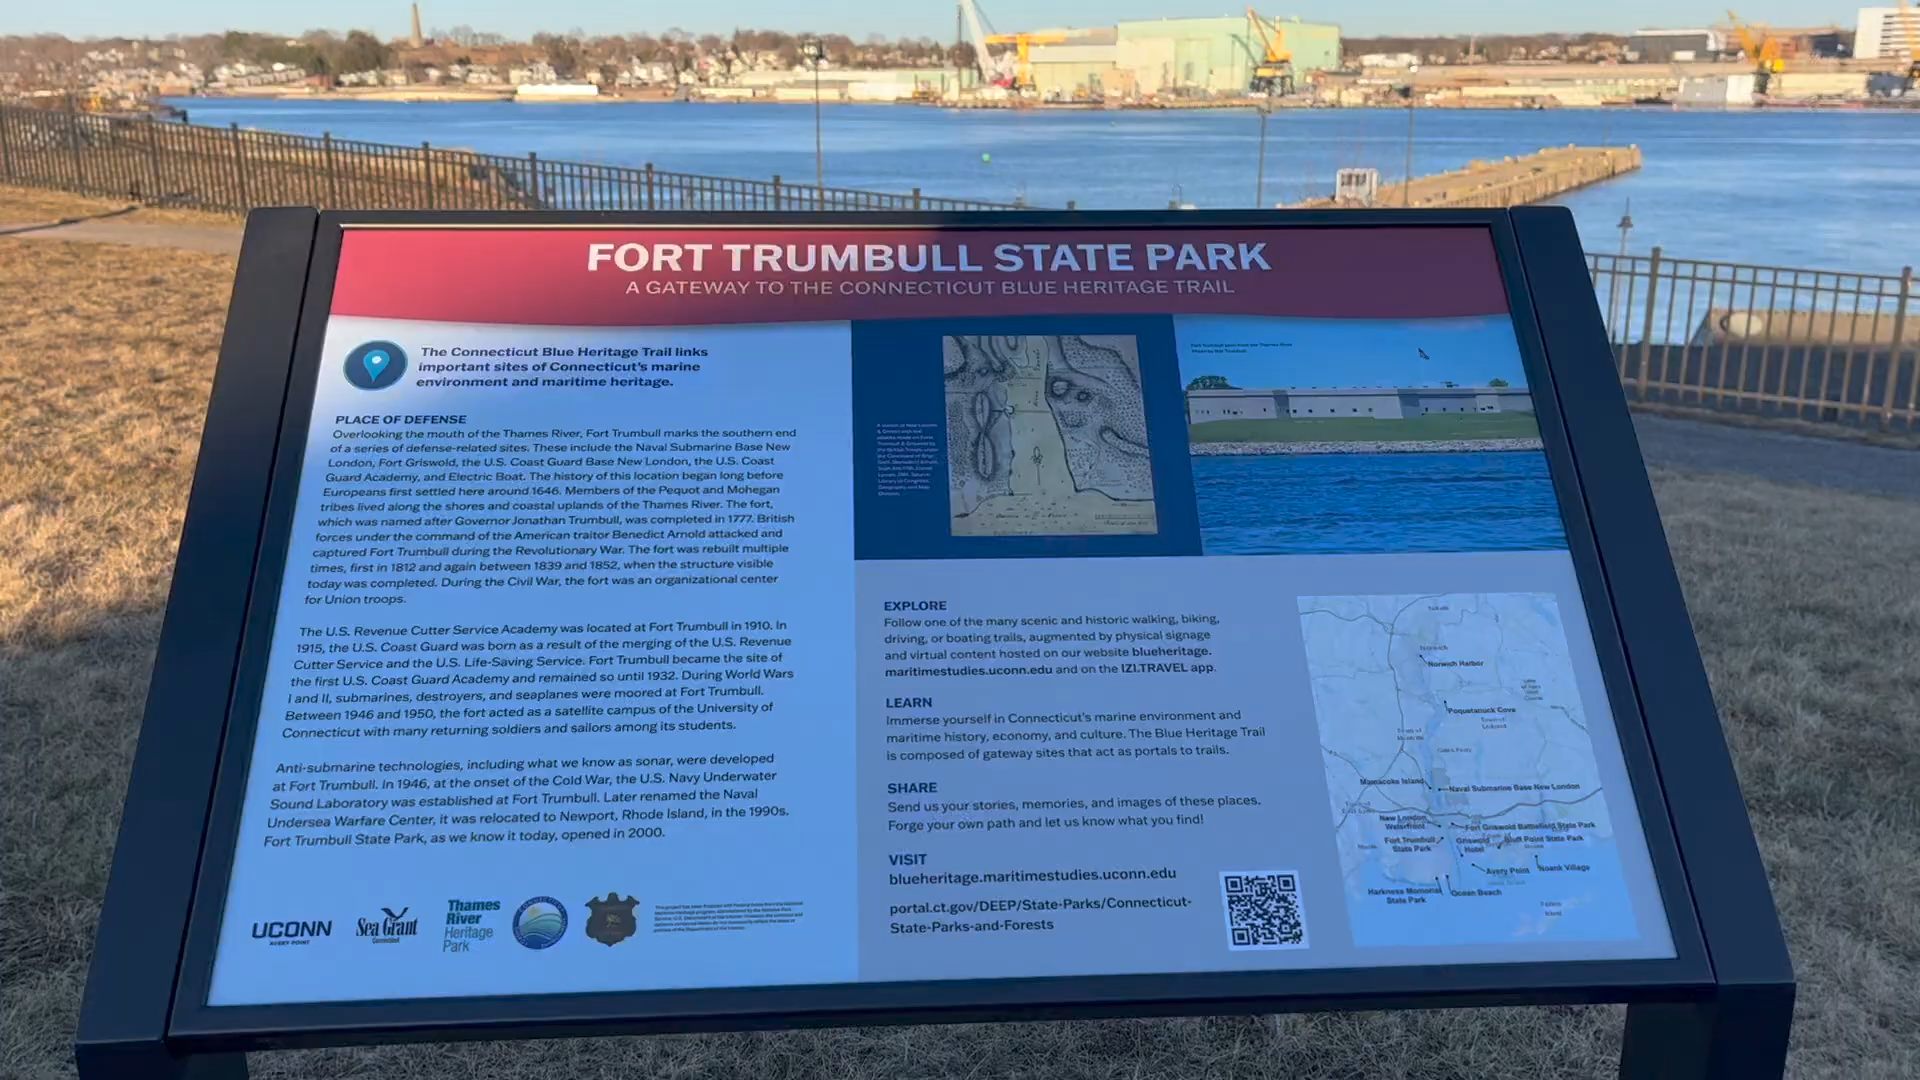 FORT TRUMBULL STATE PARK
A GATEWAY TO THE CONNECTICUT BLUE HERITAGE TRAIL
The Connecticut Blue Heritage Trail links
important sites of Connecticut's marine
environment and maritime heritage.
PLACE OF DEFENSE
Overlooking the mouth of the Thames River, Fort Trumbull marks the southern end
of a series of defense-related sites. These include the Naval Submarine Base New
London, Fort Griswold, the U.S. Coast Guard Base New London, the U.S. Coast
Guard Academy, and Electric Boat. The history of this location began long before
Europeans first settled here around 1646. Members of the Pequot and Mohegan
tribes lived along the shores and coastal uplands of the Thames River. The fort,
which was named after Governor Jonathan Trumbull, was completed in 1777. British
forces under the command of the American traitor Benedict Arnold attacked and
captured Fort Trumbull during the Revolutionary War. The fort was rebuilt multiple
times, first in 1812 and again between 1839 and 1852, when the structure visible
today was completed. During the Civil War, the fort was an organizational center
for Union troops.
The U.S. Revenue Cutter Service Academy was located at Fort Trumbull in 1910. In
1915, the U.S. Coast Guard was born as a result of the merging of the U.S. Revenue
Cutter Service and the U.S. Life-Saving Service. Fort Trumbull became the site of
the first U.S. Coast Guard Academy and remained so until 1932. During World Wars
I and II, submarines, destroyers, and seaplanes were moored at Fort Trumbull.
Between 1946 and 1950, the fort acted as a satellite campus of the University of
Connecticut with many returning soldiers and sailors among its students.
Anti-submarine technologies, including what we know as sonar, were developed
at Fort Trumbull. In 1946, at the onset of the Cold War, the U.S. Navy Underwater
Sound Laboratory was established at Fort Trumbull. Later renamed the Naval
Undersea Warfare Center, it was relocated to Newport, Rhode Island, in the 1990s.
Fort Trumbull State Park, as we know it today, opened in 2000.
UCONN
AVERY POINT
Sea Grant
Connecticut
Thames
River
Heritage
Park
Fort Trumbull seen from the Thames River
EXPLORE
Follow one of the many scenic and historic walking, biking,
driving, or boating trails, augmented by physical signage
and virtual content hosted on our website blueheritage.
maritimestudies.uconn.edu and on the IZI.TRAVEL app.
LEARN
Immerse yourself in Connecticut's marine environment and
maritime history, economy, and culture. The Blue Heritage Trail
is composed of gateway sites that act as portals to trails.
SHARE
Send us your stories, memories, and images of these places.
Forge your own path and let us know what you find!
VISIT
blueheritage.maritimestudies.uconn.edu
portal.ct.gov/DEEP/State-Parks/Connecticut-
State-Parks-and-Forests
Norwich
Norwich Harbor
Poquetanuck Cove
Mamacoke Island
Naval Submarine Base New London
New London
Waterfront
Fort Griswold Battlefield State Park
Fort Trumbull
State Park
Griswold
Hotel
Bluff Point State Park
Avery Point
Noank Village
Harkness Memorial
State Park
Ocean Beach